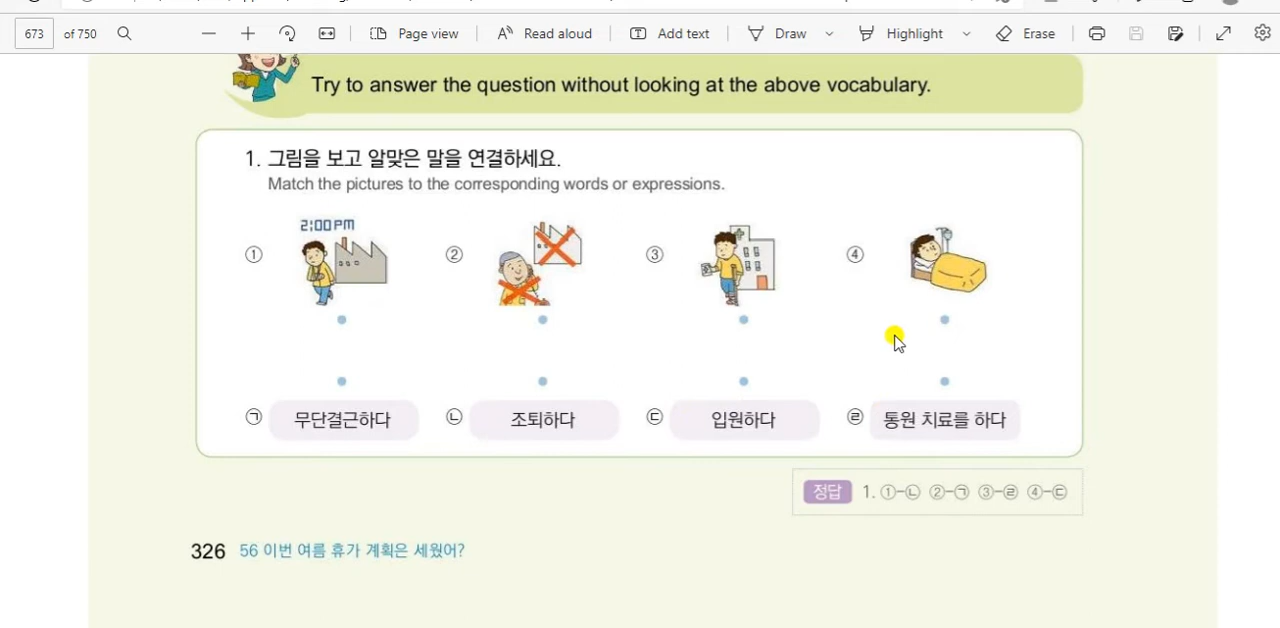 673 of 750 Page view Read aloud Add text Draw Highlight Erase
Try to answer the question without looking at the above vocabulary.
1. 그림을 보고 알맞은 말을 연결하세요.
Match the pictures to the corresponding words or expressions.
2:00 PM
① ② ③ ④
㉠ 무단결근하다 ㉡ 조퇴하다 ㉢ 입원하다 ㉣ 통원 치료를 하다
정답 1. ①-㉡ ②-㉠ ③-㉣ ④-㉢
326 56 이번 여름 휴가 계획은 세웠어?